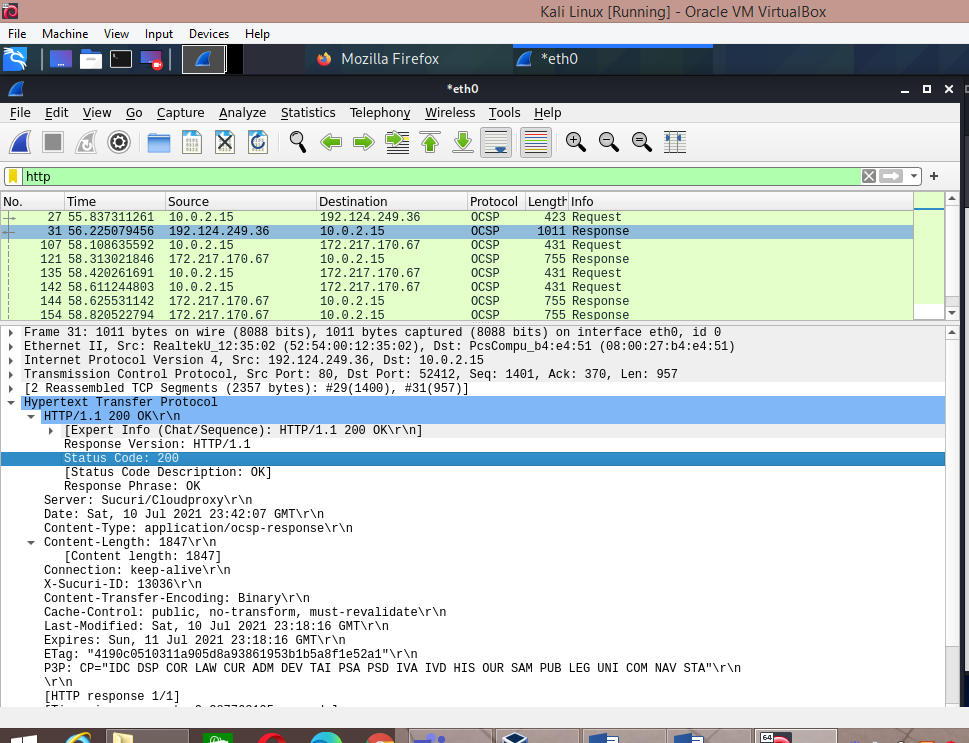 Kali Linux [Running] - Oracle VM VirtualBox
File Machine View Input Devices Help
Mozilla Firefox *eth0
*eth0
File Edit View Go Capture Analyze Statistics Telephony Wireless Tools Help
http
No. Time Source Destination Protocol Length Info
27 55.837311261 10.0.2.15 192.124.249.36 OCSP 423 Request
31 56.225079456 192.124.249.36 10.0.2.15 OCSP 1011 Response
107 58.108635592 10.0.2.15 172.217.170.67 OCSP 431 Request
121 58.313021846 172.217.170.67 10.0.2.15 OCSP 755 Response
135 58.420261691 10.0.2.15 172.217.170.67 OCSP 431 Request
142 58.611244803 10.0.2.15 172.217.170.67 OCSP 431 Request
144 58.625531142 172.217.170.67 10.0.2.15 OCSP 755 Response
154 58.820522794 172.217.170.67 10.0.2.15 OCSP 755 Response
Frame 31: 1011 bytes on wire (8088 bits), 1011 bytes captured (8088 bits) on interface eth0, id 0
Ethernet II, Src: RealtekU_12:35:02 (52:54:00:12:35:02), Dst: PcsCompu_b4:e4:51 (08:00:27:b4:e4:51)
Internet Protocol Version 4, Src: 192.124.249.36, Dst: 10.0.2.15
Transmission Control Protocol, Src Port: 80, Dst Port: 52412, Seq: 1401, Ack: 370, Len: 957
[2 Reassembled TCP Segments (2357 bytes): #29(1400), #31(957)]
Hypertext Transfer Protocol
HTTP/1.1 200 OK\r\n
[Expert Info (Chat/Sequence): HTTP/1.1 200 OK\r\n]
Response Version: HTTP/1.1
Status Code: 200
[Status Code Description: OK]
Response Phrase: OK
Server: Sucuri/Cloudproxy\r\n
Date: Sat, 10 Jul 2021 23:42:07 GMT\r\n
Content-Type: application/ocsp-response\r\n
Content-Length: 1847\r\n
[Content length: 1847]
Connection: keep-alive\r\n
X-Sucuri-ID: 13036\r\n
Content-Transfer-Encoding: Binary\r\n
Cache-Control: public, no-transform, must-revalidate\r\n
Last-Modified: Sat, 10 Jul 2021 23:18:16 GMT\r\n
Expires: Sun, 11 Jul 2021 23:18:16 GMT\r\n
ETag: "4190c0510311a905d8a93861953b1b5a8f1e52a1"\r\n
P3P: CP="IDC DSP COR LAW CUR ADM DEV TAI PSA PSD IVA IVD HIS OUR SAM PUB LEG UNI COM NAV STA"\r\n
\r\n
[HTTP response 1/1]
64